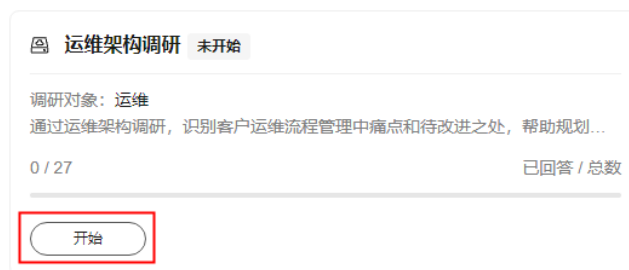 运维架构调研 未开始
调研对象：运维
通过运维架构调研，识别客户运维流程管理中痛点和待改进之处，帮助规划...
0 / 27 已回答 / 总数
开始